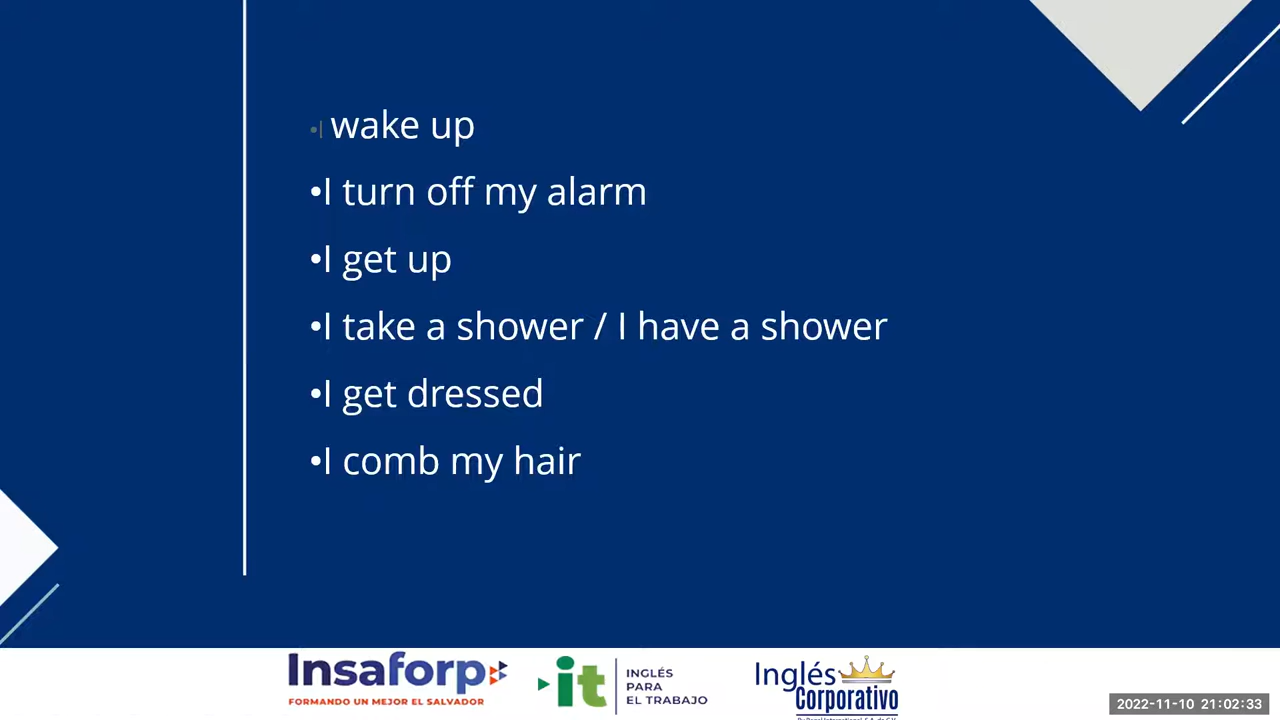 •I wake up
•I turn off my alarm
•I get up
•I take a shower / I have a shower
•I get dressed
•I comb my hair
Insaforp
FORMANDO UN MEJOR EL SALVADOR
it
INGLÉS
PARA
EL TRABAJO
Inglés
Corporativo
2022-11-10 21:02:33